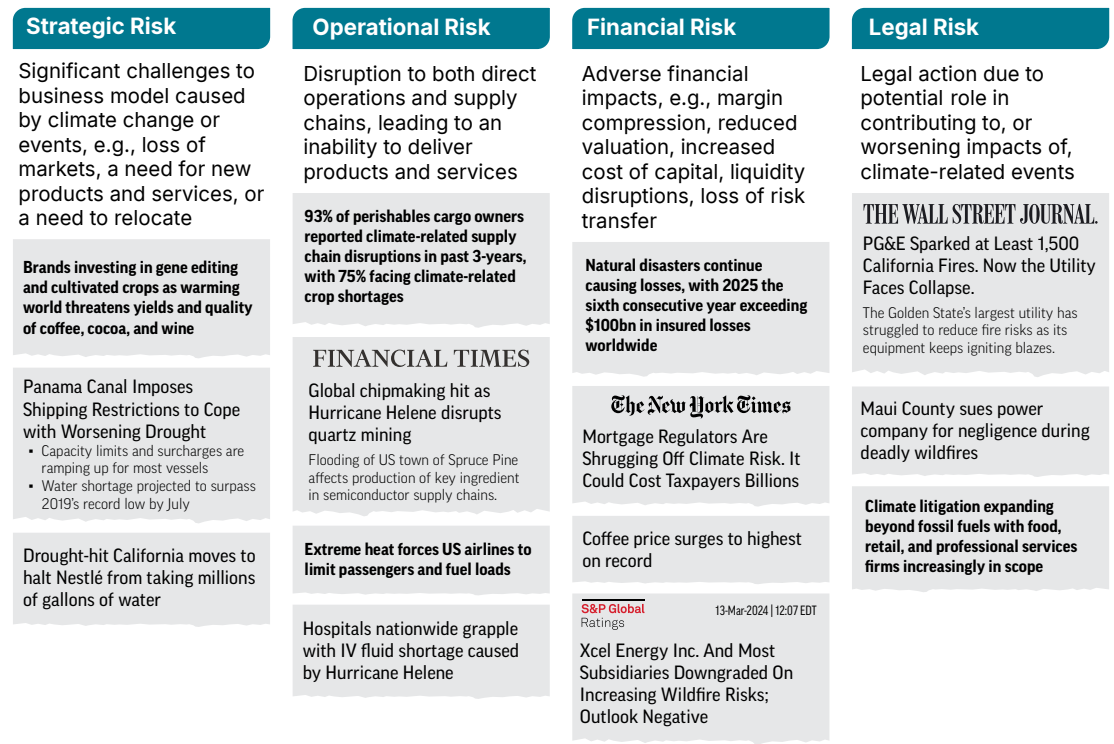 Strategic Risk
Significant challenges to
business model caused
by climate change or
events, e.g., loss of
markets, a need for new
products and services, or
a need to relocate
Brands investing in gene editing
and cultivated crops as warming
world threatens yields and quality
of coffee, cocoa, and wine
Panama Canal Imposes
Shipping Restrictions to Cope
with Worsening Drought
▪ Capacity limits and surcharges are
ramping up for most vessels
▪ Water shortage projected to surpass
2019's record low by July
Drought-hit California moves to
halt Nestlé from taking millions
of gallons of water
Operational Risk
Disruption to both direct
operations and supply
chains, leading to an
inability to deliver
products and services
93% of perishables cargo owners
reported climate-related supply
chain disruptions in past 3-years,
with 75% facing climate-related
crop shortages
FINANCIAL TIMES
Global chipmaking hit as
Hurricane Helene disrupts
quartz mining
Flooding of US town of Spruce Pine
affects production of key ingredient
in semiconductor supply chains.
Extreme heat forces US airlines to
limit passengers and fuel loads
Hospitals nationwide grapple
with IV fluid shortage caused
by Hurricane Helene
Financial Risk
Adverse financial
impacts, e.g., margin
compression, reduced
valuation, increased
cost of capital, liquidity
disruptions, loss of risk
transfer
Natural disasters continue
causing losses, with 2025 the
sixth consecutive year exceeding
$100bn in insured losses
worldwide
The New York Times
Mortgage Regulators Are
Shrugging Off Climate Risk. It
Could Cost Taxpayers Billions
Coffee price surges to highest
on record
S&P Global
Ratings
13-Mar-2024 | 12:07 EDT
Xcel Energy Inc. And Most
Subsidiaries Downgraded On
Increasing Wildfire Risks;
Outlook Negative
Legal Risk
Legal action due to
potential role in
contributing to, or
worsening impacts of,
climate-related events
THE WALL STREET JOURNAL.
PG&E Sparked at Least 1,500
California Fires. Now the Utility
Faces Collapse.
The Golden State's largest utility has
struggled to reduce fire risks as its
equipment keeps igniting blazes.
Maui County sues power
company for negligence during
deadly wildfires
Climate litigation expanding
beyond fossil fuels with food,
retail, and professional services
firms increasingly in scope